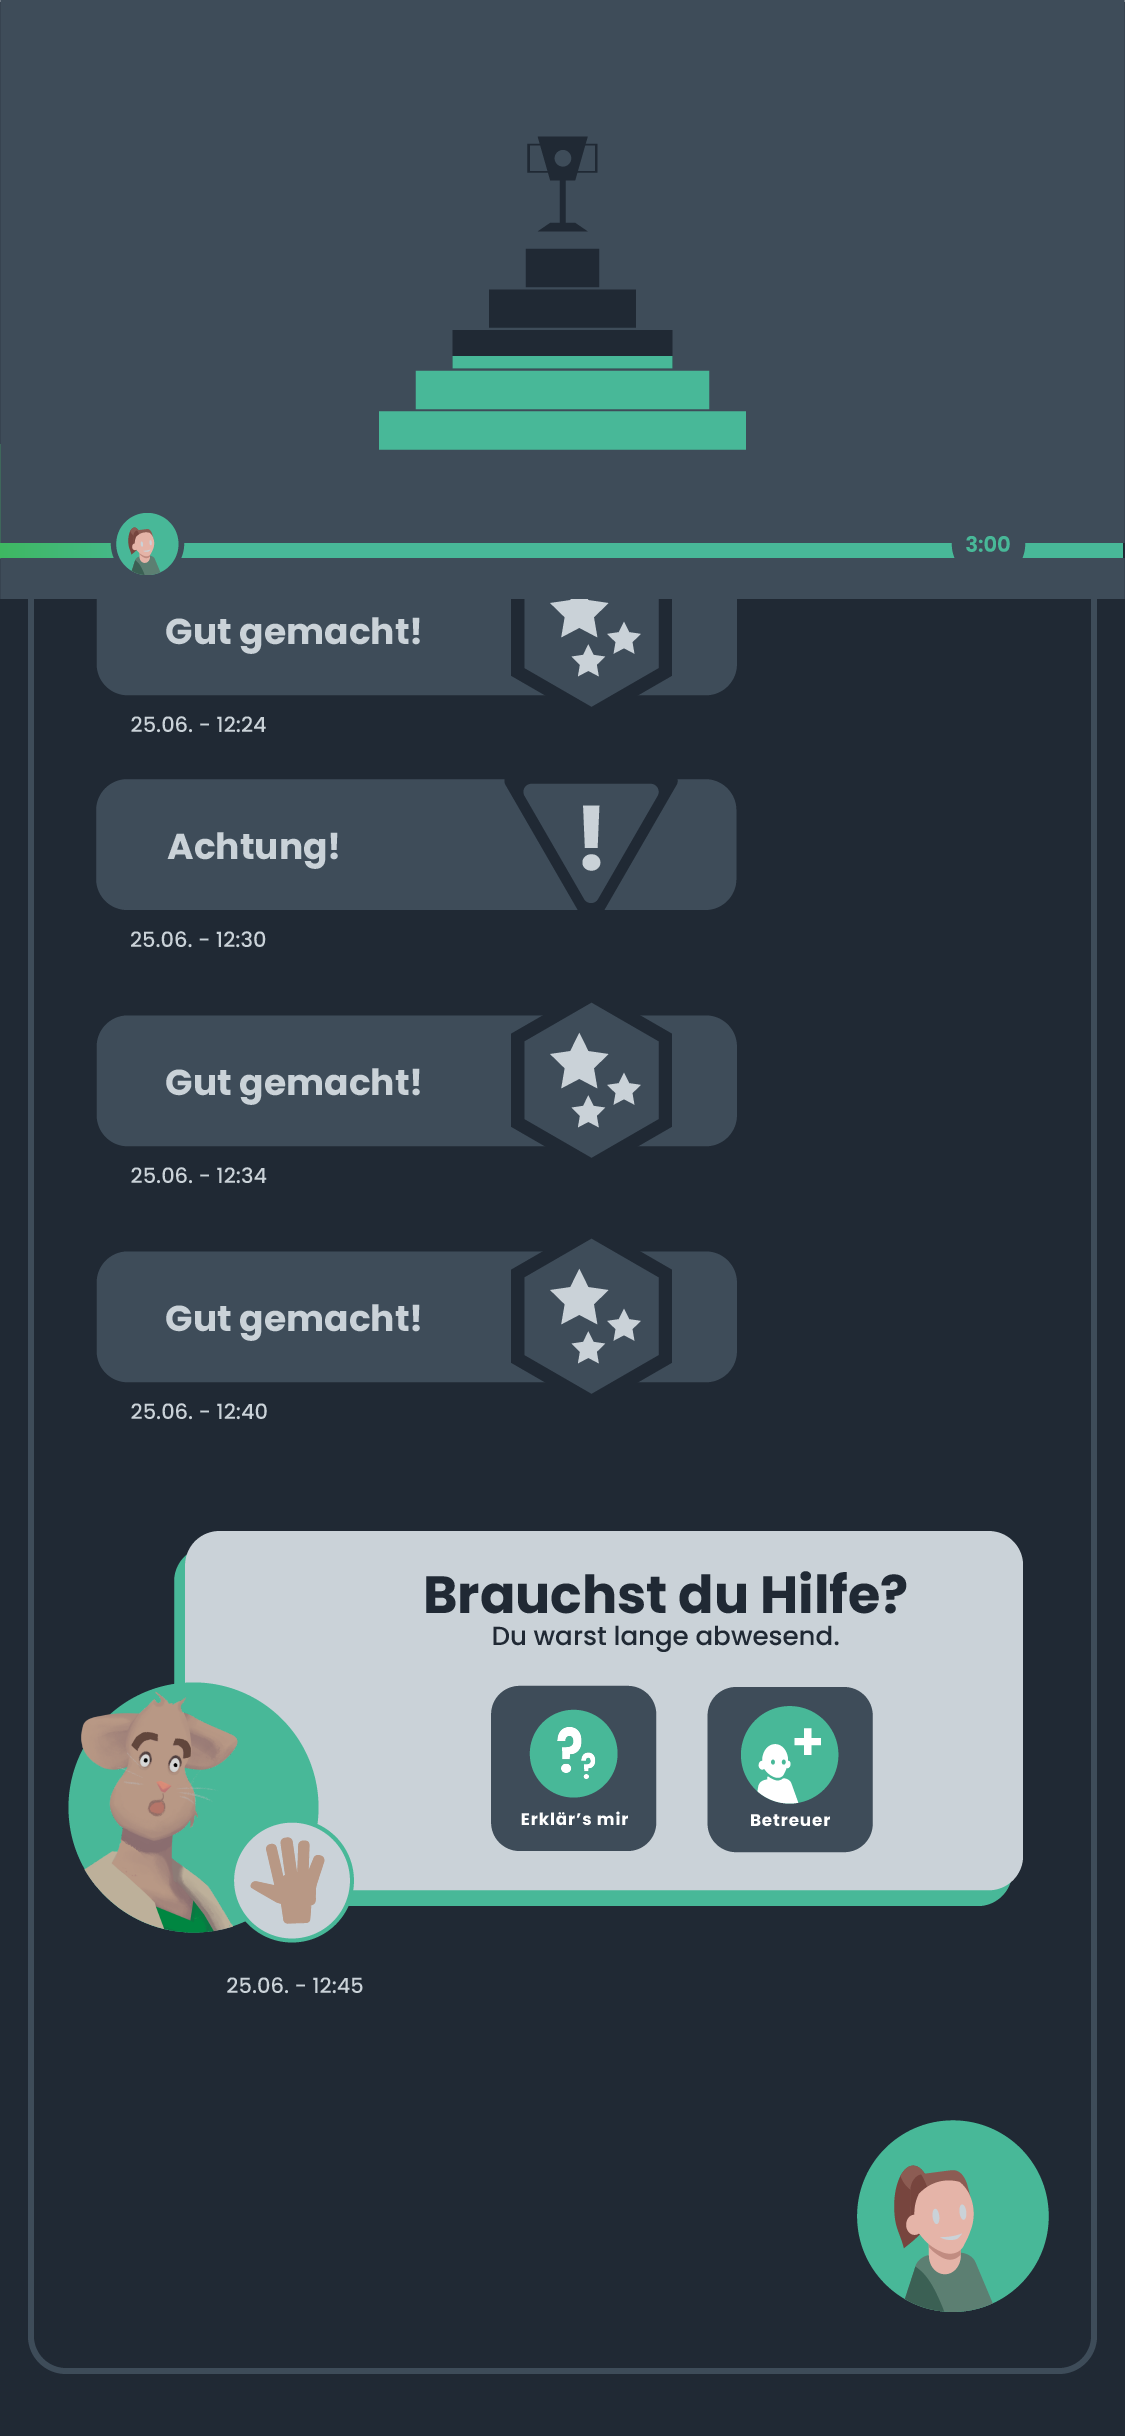 3:00
Gut gemacht!
25.06. - 12:24
Achtung!
25.06. - 12:30
Gut gemacht!
25.06. - 12:34
Gut gemacht!
25.06. - 12:40
Brauchst du Hilfe?
Du warst lange abwesend.
Erklär’s mir
Betreuer
25.06. - 12:45